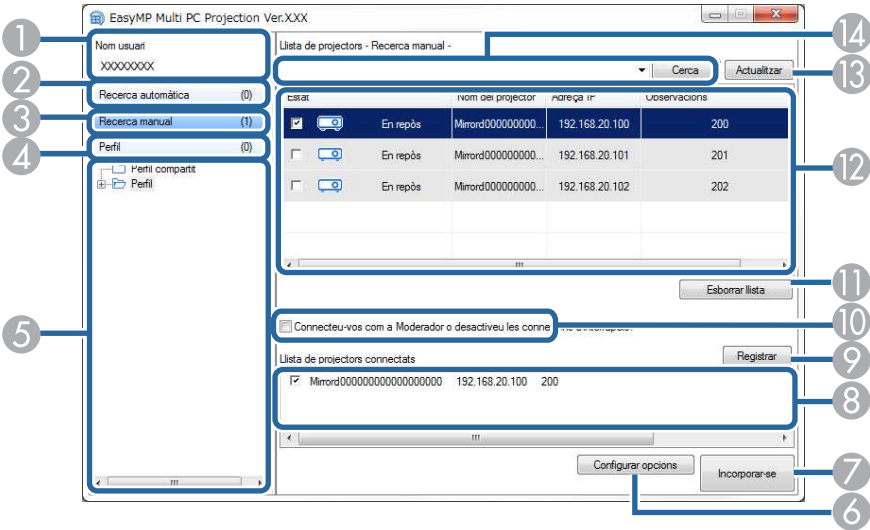 EasyMP Multi PC Projection Ver.X.XX
Nom usuari
XXXXXXXX
Recerca automàtica (0)
Recerca manual (1)
Perfil (0)
Perfil compartit
Perfil
Llista de projectors - Recerca manual -
Cerca
Actualitzar
Estat Nom del projector Adreça IP Observacions
En repòs Mirrord000000000... 192.168.20.100 200
En repòs Mirrord000000000... 192.168.20.101 201
En repòs Mirrord000000000... 192.168.20.102 202
Esborrar llista
Connecteu-vos com a Moderador o desactiveu les conne
d'interrupció.
Llista de projectors connectats
Registrar
Mirrord000000000000000000 192.168.20.100 200
Configurar opcions
Incorporar-se
1
2
3
4
5
14
13
12
11
10
9
8
7
6